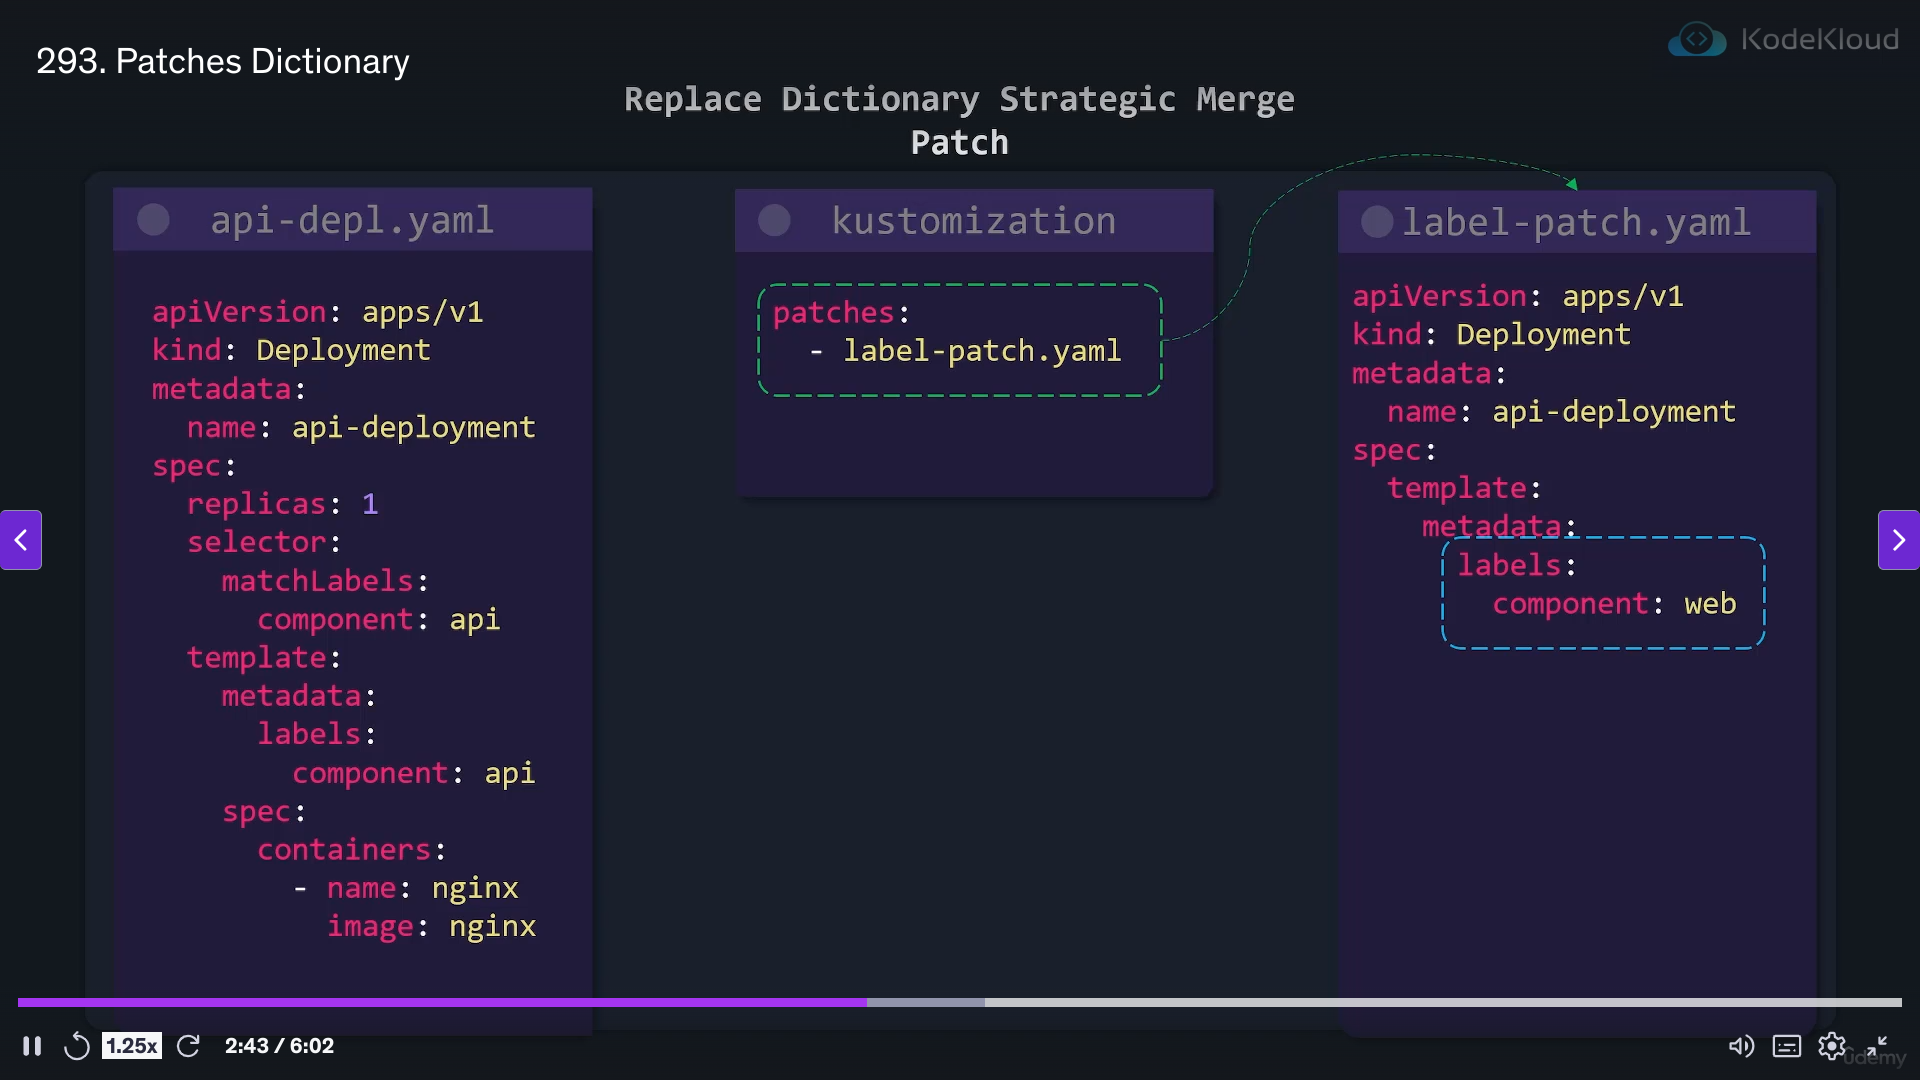 293. Patches Dictionary
KodeKloud
Replace Dictionary Strategic Merge
Patch
api-depl.yaml
apiVersion: apps/v1
kind: Deployment
metadata:
  name: api-deployment
spec:
  replicas: 1
  selector:
    matchLabels:
      component: api
  template:
    metadata:
      labels:
        component: api
    spec:
      containers:
        - name: nginx
          image: nginx
kustomization
patches:
  - label-patch.yaml
label-patch.yaml
apiVersion: apps/v1
kind: Deployment
metadata:
  name: api-deployment
spec:
  template:
    metadata:
      labels:
        component: web
1.25x
2:43 / 6:02
ûdemy